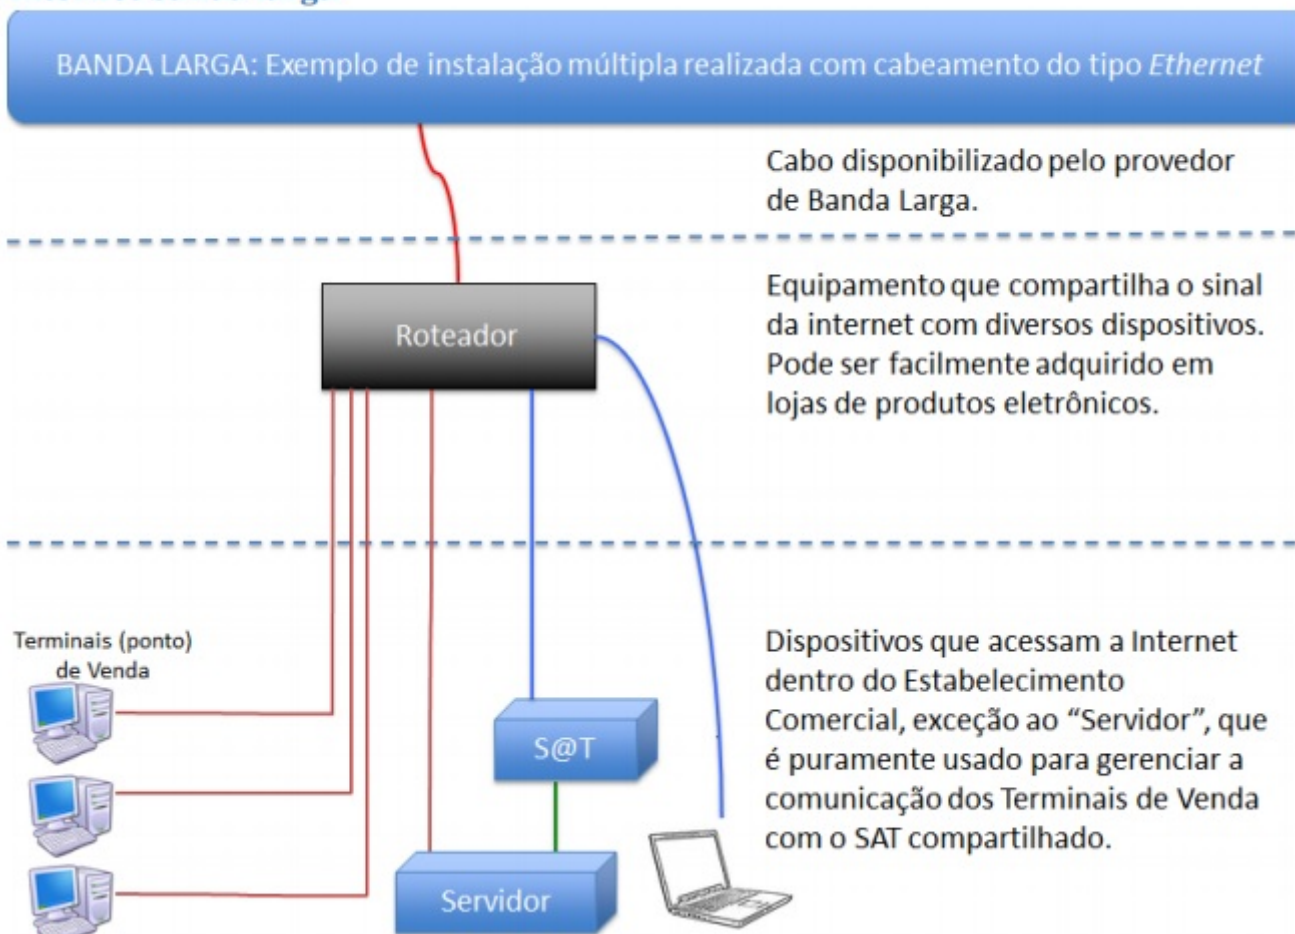 BANDA LARGA: Exemplo de instalação múltipla realizada com cabeamento do tipo Ethernet
Cabo disponibilizado pelo provedor
de Banda Larga.
Equipamento que compartilha o sinal
da internet com diversos dispositivos.
Pode ser facilmente adquirido em
lojas de produtos eletrônicos.
Roteador
Terminais (ponto)
de Venda
Dispositivos que acessam a Internet
dentro do Estabelecimento
Comercial, exceção ao “Servidor”, que
é puramente usado para gerenciar a
comunicação dos Terminais de Venda
com o SAT compartilhado.
S@T
Servidor